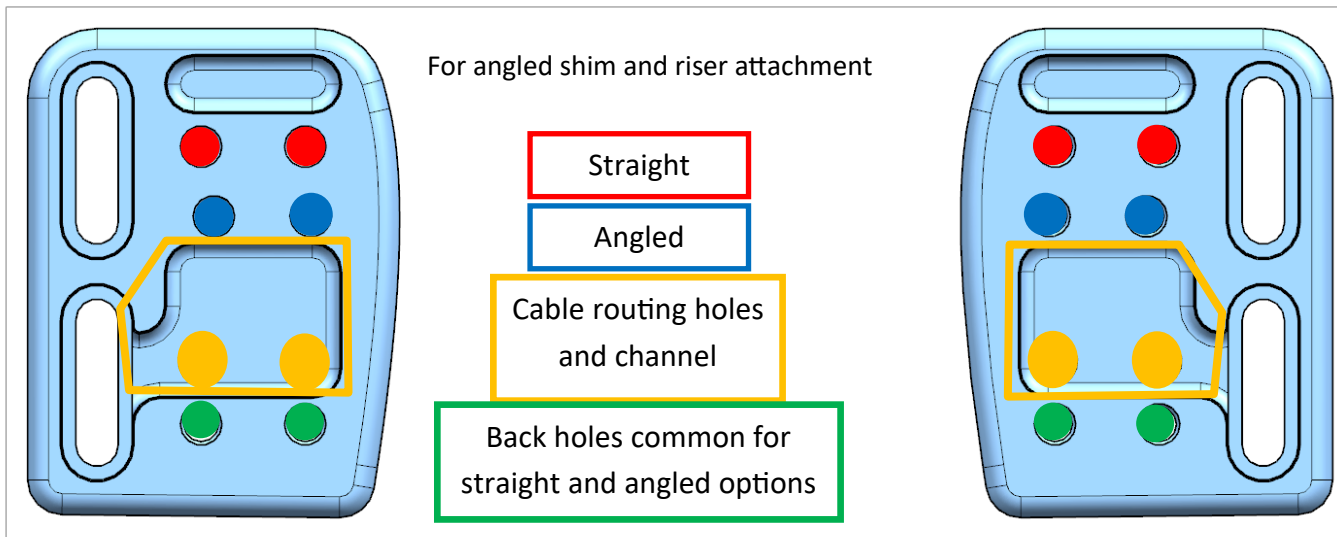 For angled shim and riser attachment
Straight
Angled
Cable routing holes
and channel
Back holes common for
straight and angled options